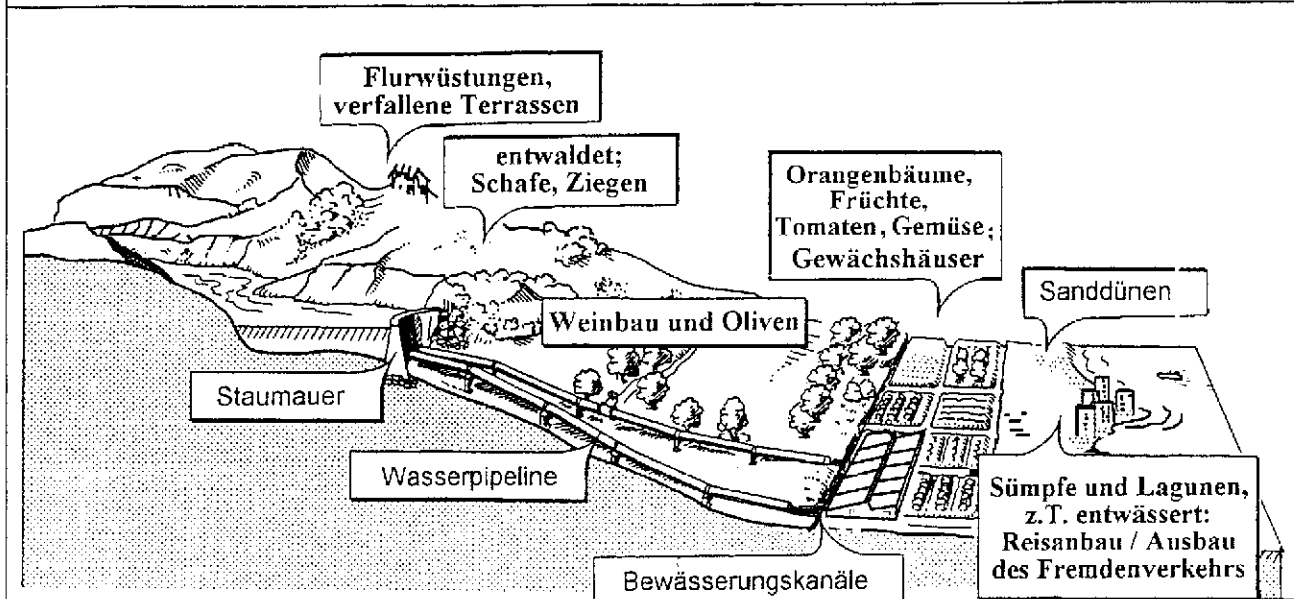 Flurwüstungen,
verfallene Terrassen
entwaldet;
Schafe, Ziegen
Orangenbäume,
Früchte,
Tomaten, Gemüse;
Gewächshäuser
Sanddünen
Weinbau und Oliven
Staumauer
Wasserpipeline
Sümpfe und Lagunen,
z.T. entwässert:
Reisanbau / Ausbau
des Fremdenverkehrs
Bewässerungskanäle